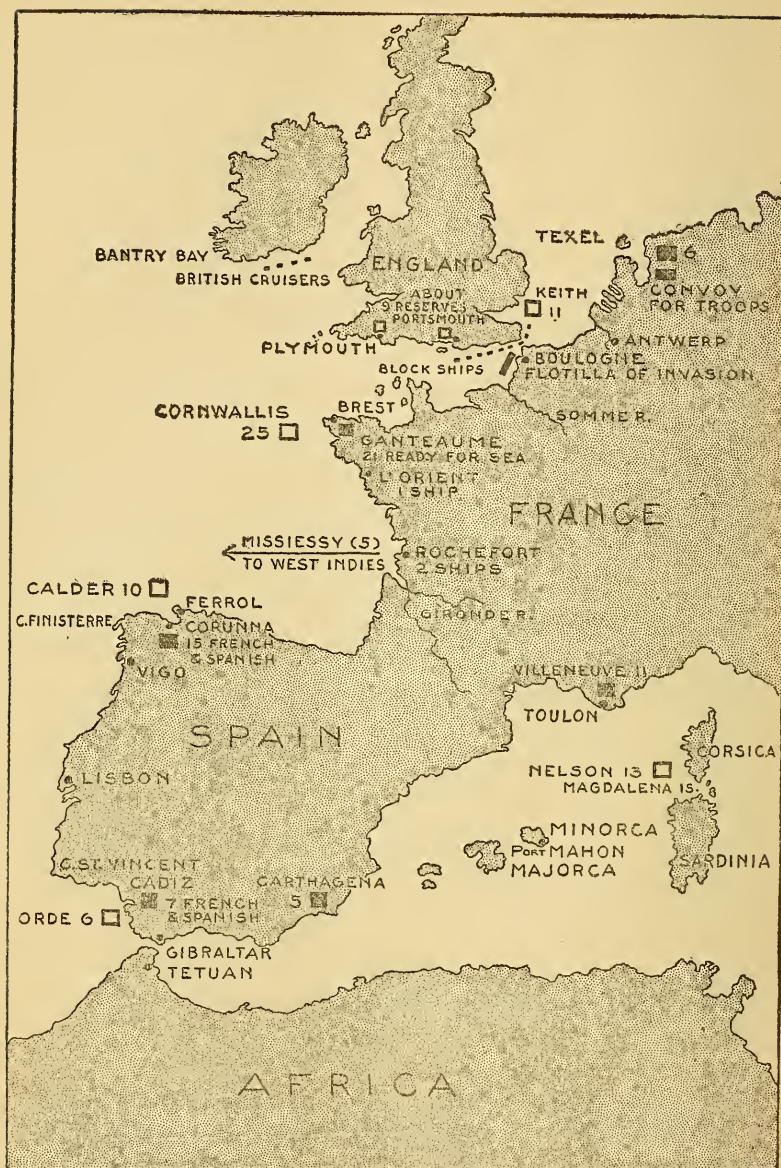 BANTRY BAY
BRITISH CRUISERS
ENGLAND
ABOUT
9 RESERVES
PORTSMOUTH
PLYMOUTH
KEITH
11
TEXEL
6
CONVOY
FOR TROOPS
ANTWERP
BLOCK SHIPS
BOULOGNE
FLOTILLA OF INVASION
SOMME R.
CORNWALLIS
25
BREST
GANTEAUME
21 READY FOR SEA
L'ORIENT
1 SHIP
FRANCE
MISSIESSY (5)
TO WEST INDIES
ROCHEFORT
2 SHIPS
GIRONDE R.
CALDER 10
C.FINISTERRE
FERROL
CORUNNA
15 FRENCH
& SPANISH
VIGO
VILLENEUVE 11
TOULON
SPAIN
CORSICA
NELSON 13
MAGDALENA IS.
LISBON
MINORCA
PORT MAHON
MAJORCA
SARDINIA
C.ST.VINCENT
CADIZ
7 FRENCH
& SPANISH
CARTHAGENA
5
ORDE 6
GIBRALTAR
TETUAN
AFRICA